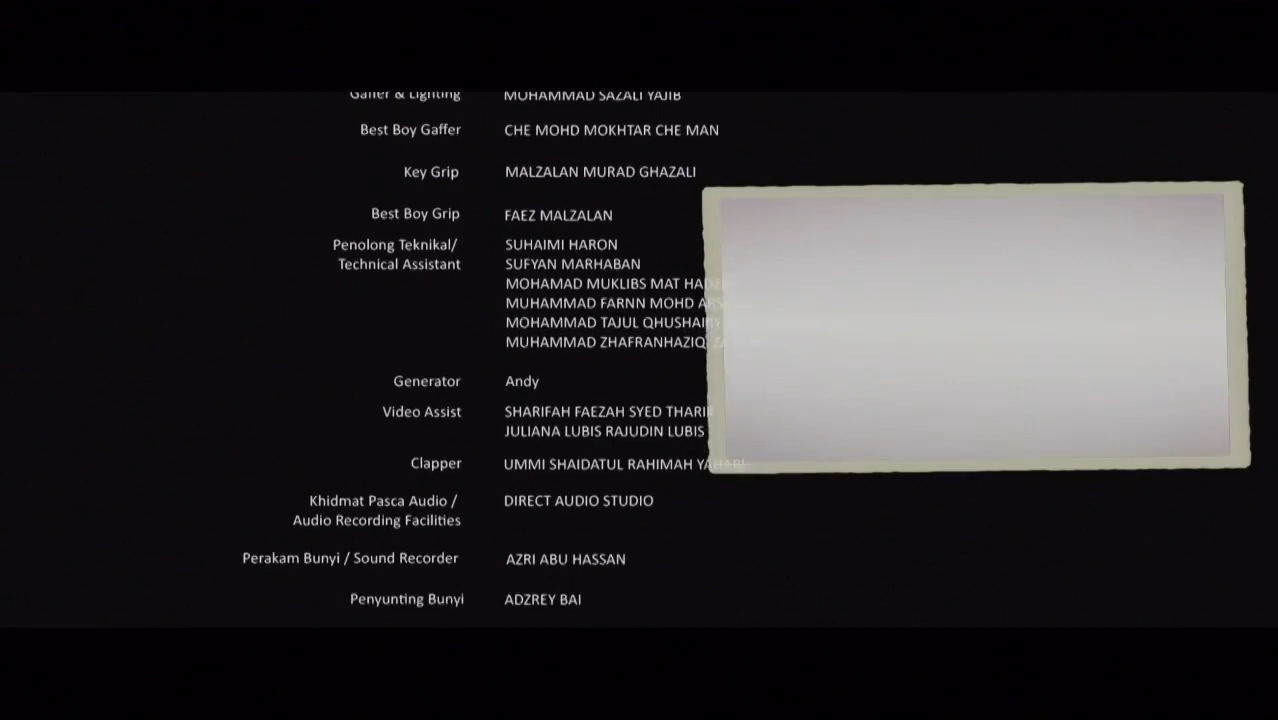 Gaffer & Lighting MUHAMMAD SAZALI YAJIB
Best Boy Gaffer CHE MOHD MOKHTAR CHE MAN
Key Grip MALZALAN MURAD GHAZALI
Best Boy Grip FAEZ MALZALAN
Penolong Teknikal/ SUHAIMI HARON
Technical Assistant SUFYAN MARHABAN
MOHAMAD MUKLIBS MAT
MUHAMMAD FARNN MOHD
MOHAMMAD TAJUL
MUHAMMAD ZHAFRANHAZIQ
Generator Andy
Video Assist SHARIFAH FAEZAH SYED
JULIANA LUBIS RAJUDIN LUBIS
Clapper UMMI SHAIDATUL RAHIMAH
Khidmat Pasca Audio / DIRECT AUDIO STUDIO
Audio Recording Facilities
Perakam Bunyi / Sound Recorder AZRI ABU HASSAN
Penyunting Bunyi ADZREY BAI